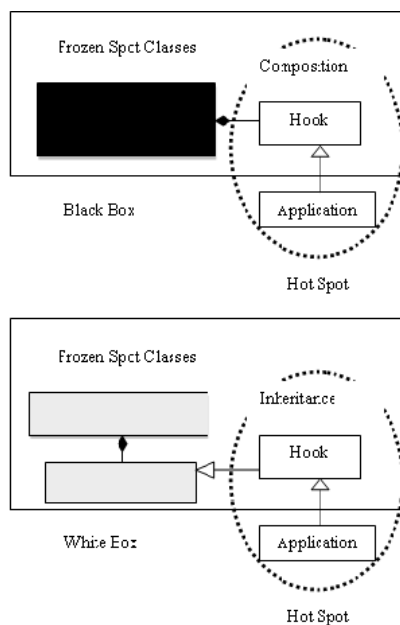 Frozen Spot Classes
Composition
Hook
Black Box
Application
Hot Spot
Frozen Spot Classes
Inheritance
Hook
White Box
Application
Hot Spot